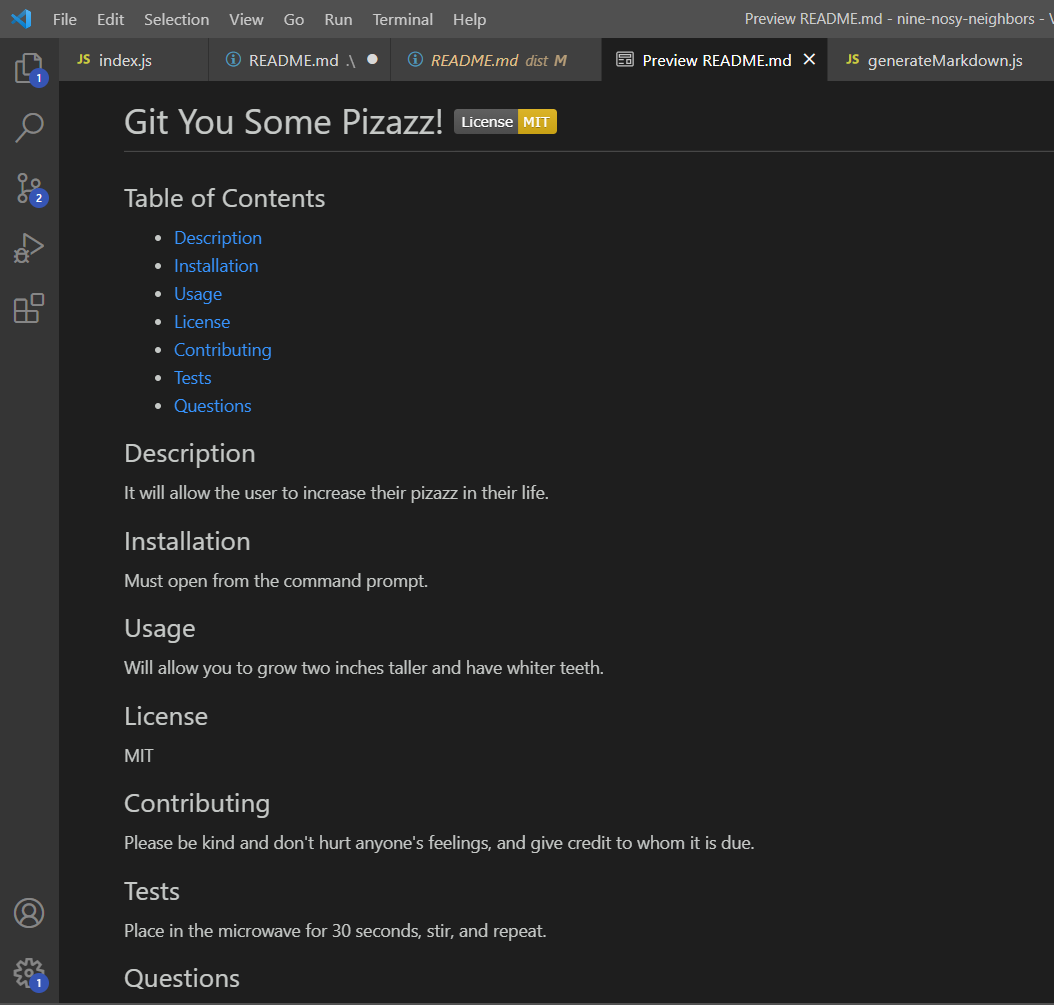 File Edit Selection View Go Run Terminal Help Preview README.md - nine-nosy-neighbors -
JS index.js README.md .\ README.md dist M Preview README.md JS generateMarkdown.js
1
2
1
Git You Some Pizazz! License MIT
Table of Contents
Description
Installation
Usage
License
Contributing
Tests
Questions
Description
It will allow the user to increase their pizazz in their life.
Installation
Must open from the command prompt.
Usage
Will allow you to grow two inches taller and have whiter teeth.
License
MIT
Contributing
Please be kind and don't hurt anyone's feelings, and give credit to whom it is due.
Tests
Place in the microwave for 30 seconds, stir, and repeat.
Questions